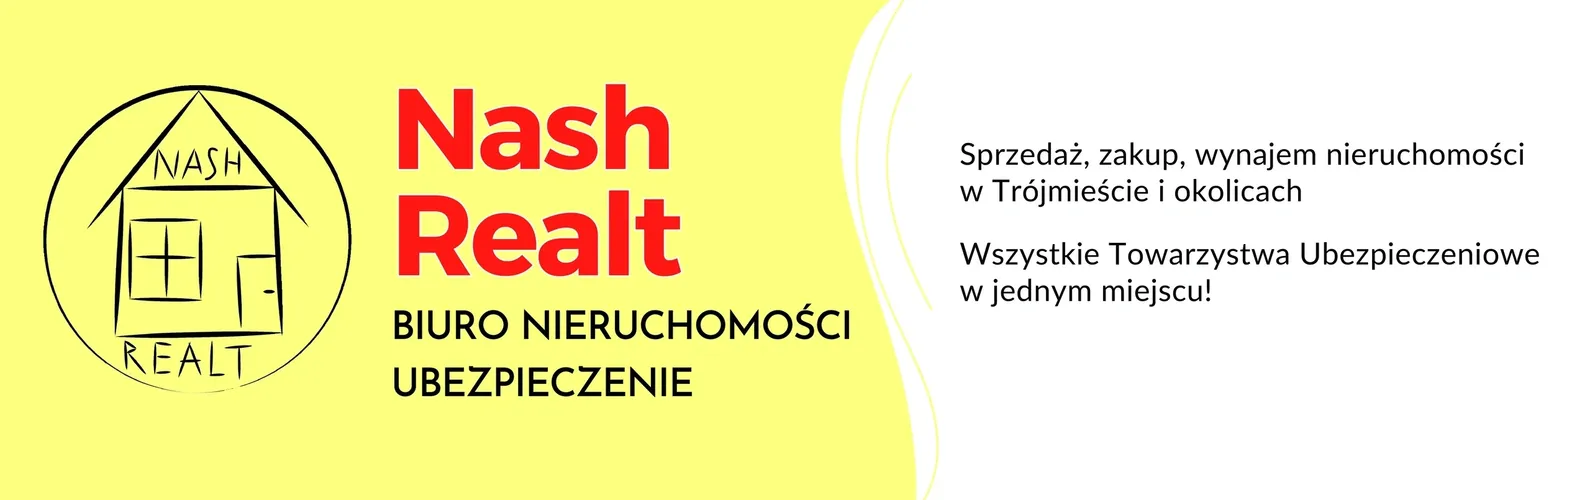 NASH
REALT
Nash
Realt
BIURO NIERUCHOMOŚCI
UBEZPIECZENIE
Sprzedaż, zakup, wynajem nieruchomości
w Trójmieście i okolicach
Wszystkie Towarzystwa Ubezpieczeniowe
w jednym miejscu!